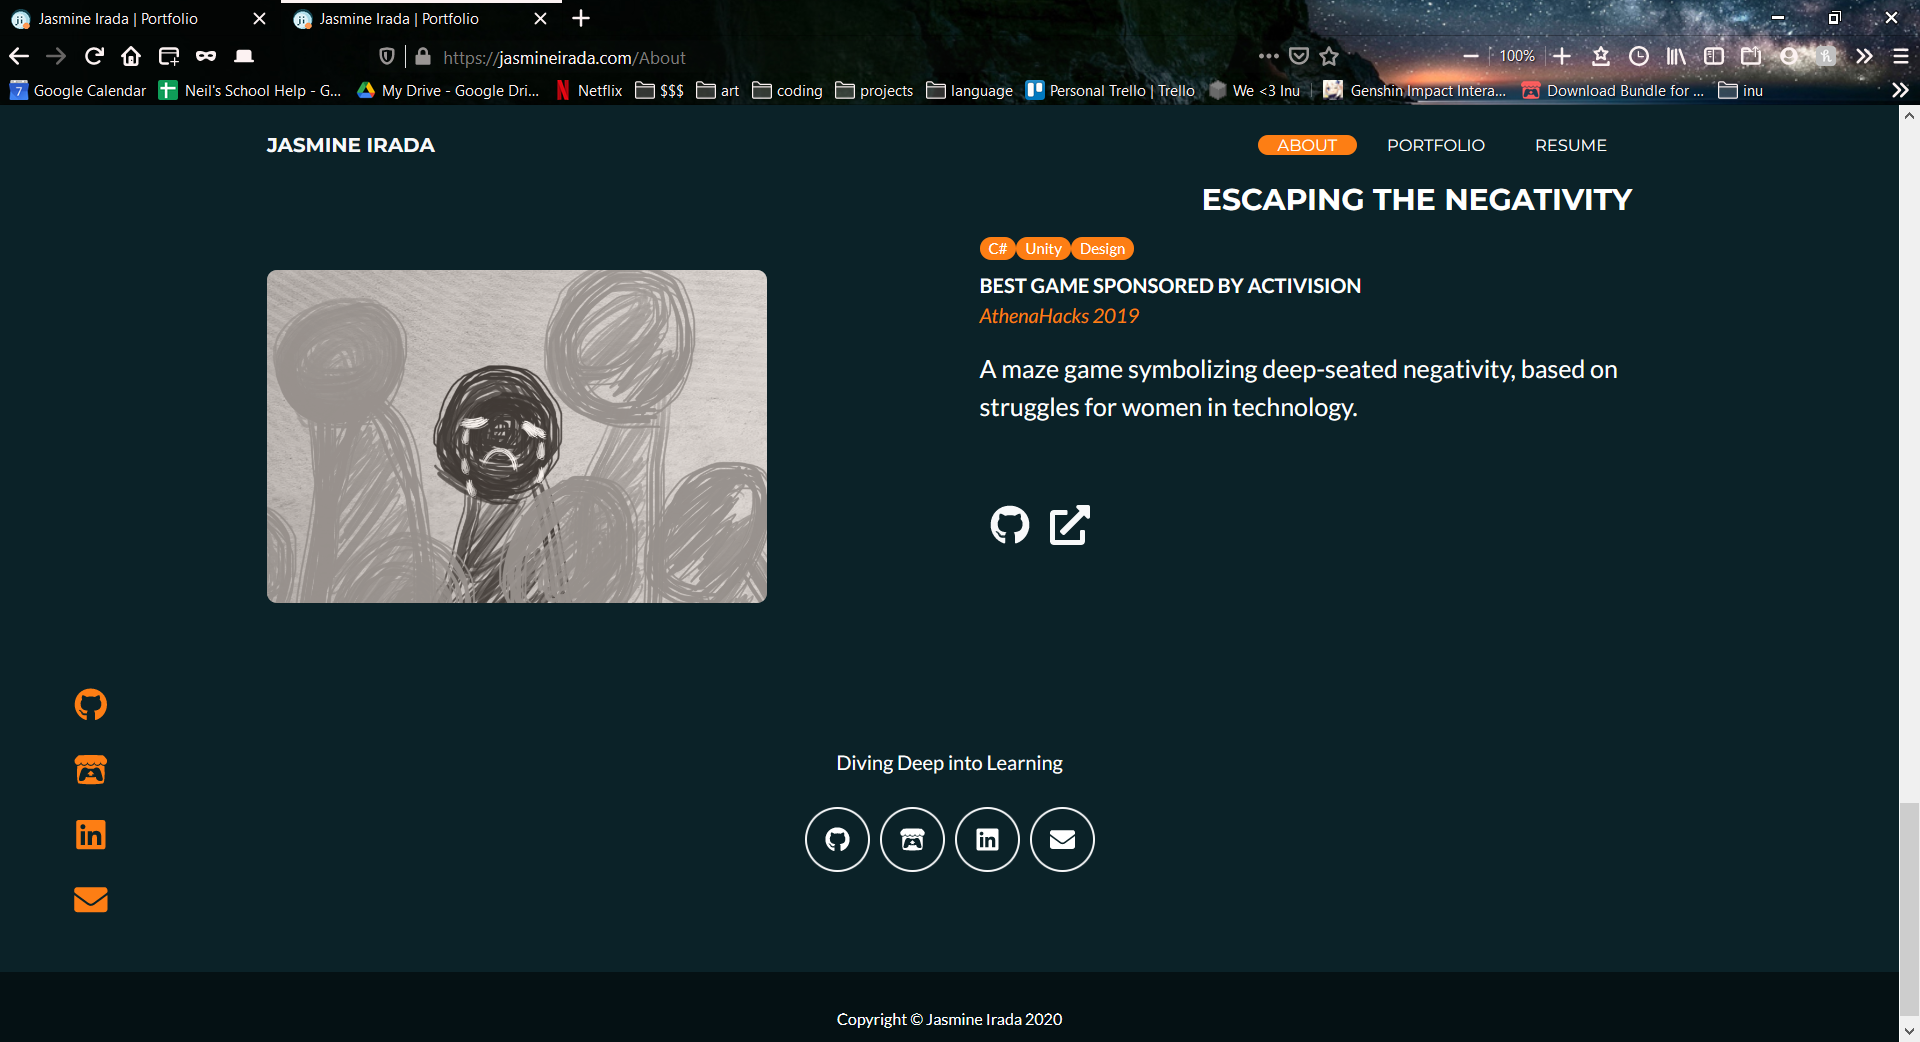 Jasmine Irada | Portfolio
Jasmine Irada | Portfolio
https://jasmineirada.com/About
100%
7 Google Calendar
Neil's School Help - G...
My Drive - Google Dri...
Netflix
$$$
art
coding
projects
language
Personal Trello | Trello
We <3 Inu
Genshin Impact Intera...
Download Bundle for ...
inu
JASMINE IRADA
ABOUT
PORTFOLIO
RESUME
ESCAPING THE NEGATIVITY
C# Unity Design
BEST GAME SPONSORED BY ACTIVISION
AthenaHacks 2019
A maze game symbolizing deep-seated negativity, based on
struggles for women in technology.
Diving Deep into Learning
Copyright © Jasmine Irada 2020